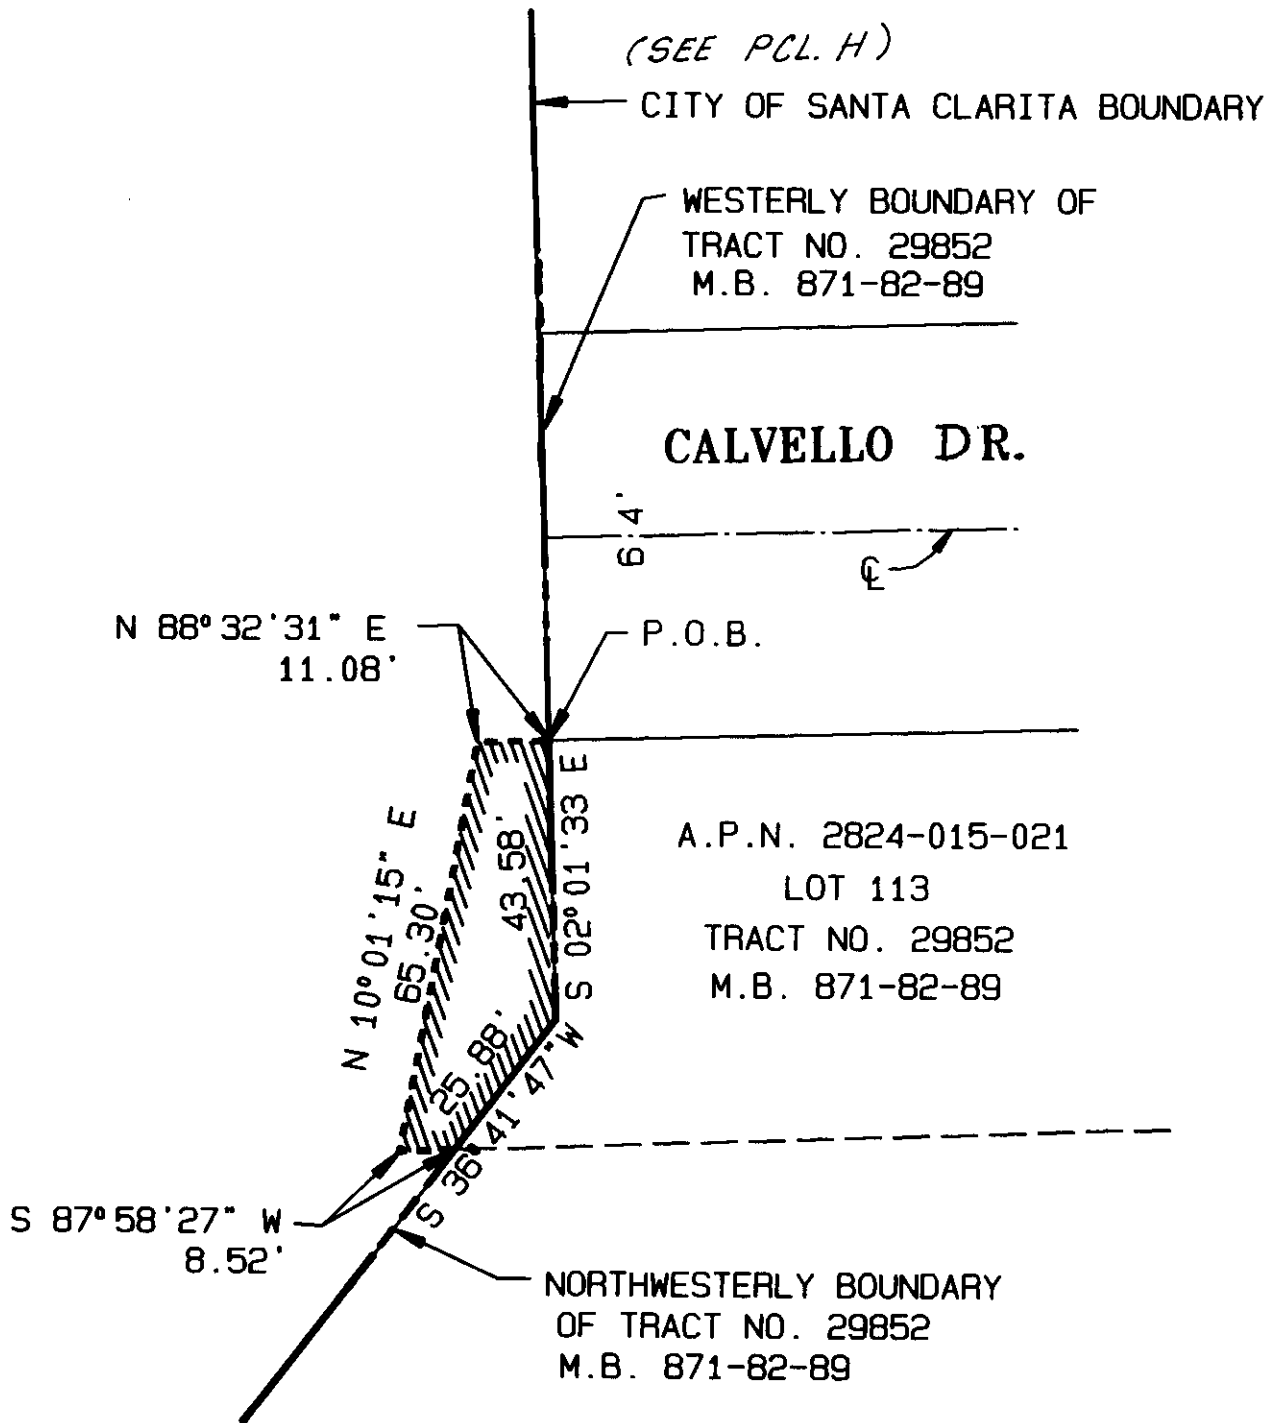 (SEE PCL. H)
CITY OF SANTA CLARITA BOUNDARY
WESTERLY BOUNDARY OF
TRACT NO. 29852
M.B. 871-82-89
CALVELLO DR.
64'
℄
N 88°32'31" E
11.08'
P.O.B.
S 02°01'33 E
43.58'
N 10°01'15" E
65.30'
A.P.N. 2824-015-021
LOT 113
TRACT NO. 29852
M.B. 871-82-89
25.88'
S 36°41'47" W
S 87°58'27" W
8.52'
NORTHWESTERLY BOUNDARY
OF TRACT NO. 29852
M.B. 871-82-89